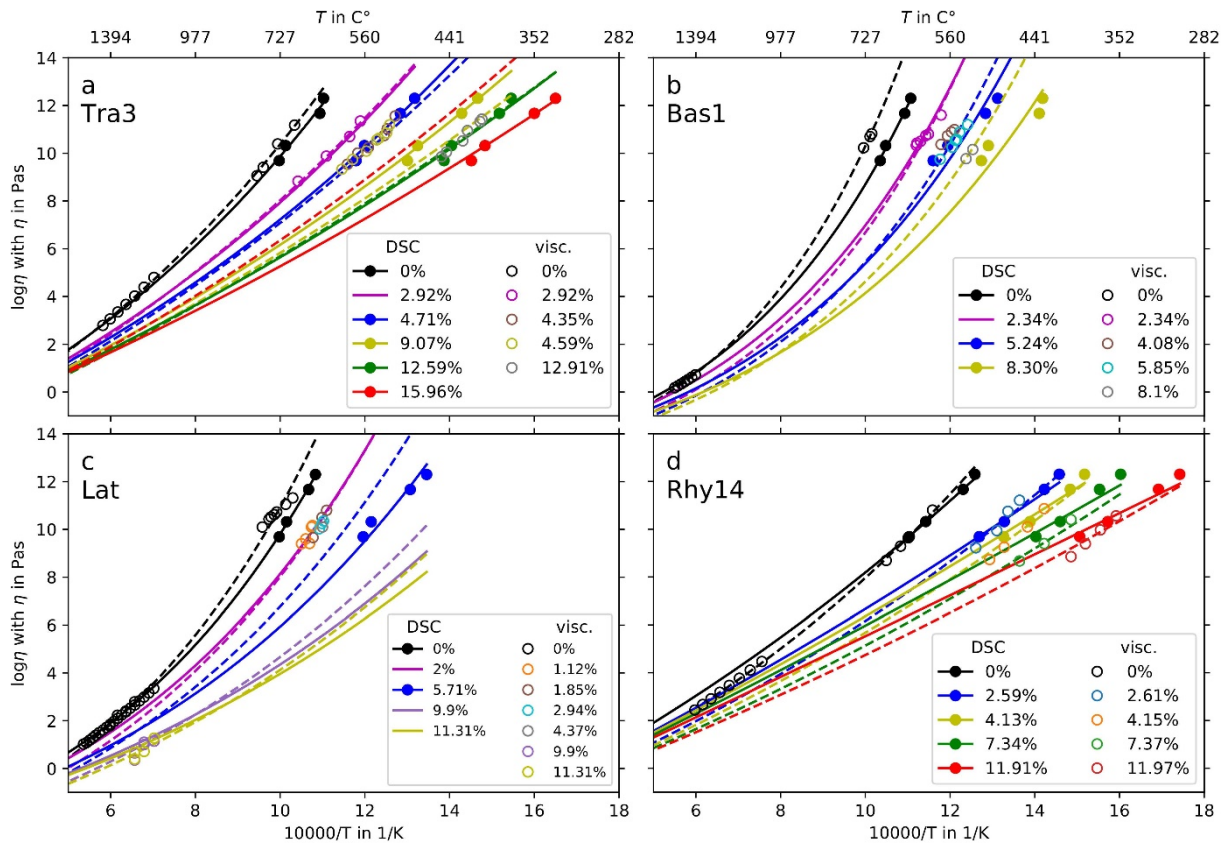 T in C°
T in C°
1394 977 727 560 441 352 282
1394 977 727 560 441 352 282
14
12
10
8
6
4
2
0
logη with η in Pas
a
Tra3
DSC visc.
0% 0%
2.92% 2.92%
4.71% 4.35%
9.07% 4.59%
12.59% 12.91%
15.96%
b
Bas1
DSC visc.
0% 0%
2.34% 2.34%
5.24% 4.08%
8.30% 5.85%
8.1%
14
12
10
8
6
4
2
0
logη with η in Pas
c
Lat
DSC visc.
0% 0%
2% 1.12%
5.71% 1.85%
9.9% 2.94%
11.31% 4.37%
9.9%
11.31%
d
Rhy14
DSC visc.
0% 0%
2.59% 2.61%
4.13% 4.15%
7.34% 7.37%
11.91% 11.97%
6 8 10 12 14 16 18
6 8 10 12 14 16 18
10000/T in 1/K
10000/T in 1/K